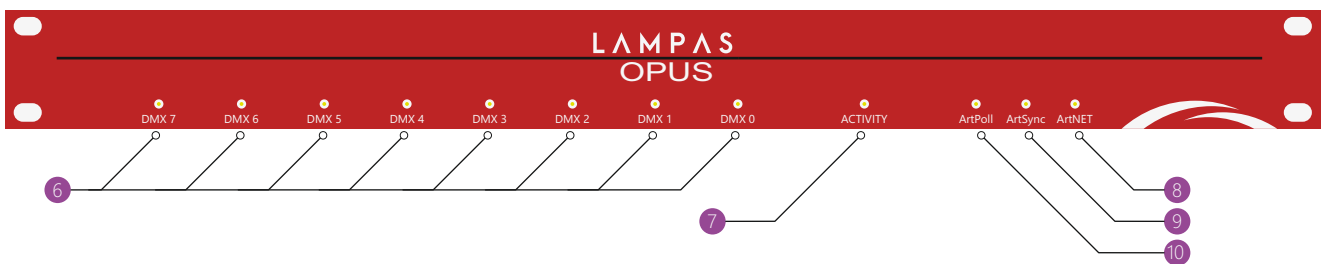 LAMPAS
OPUS
DMX 7 DMX 6 DMX 5 DMX 4 DMX 3 DMX 2 DMX 1 DMX 0 ACTIVITY ArtPoll ArtSync ArtNET
6 8
7 9
10